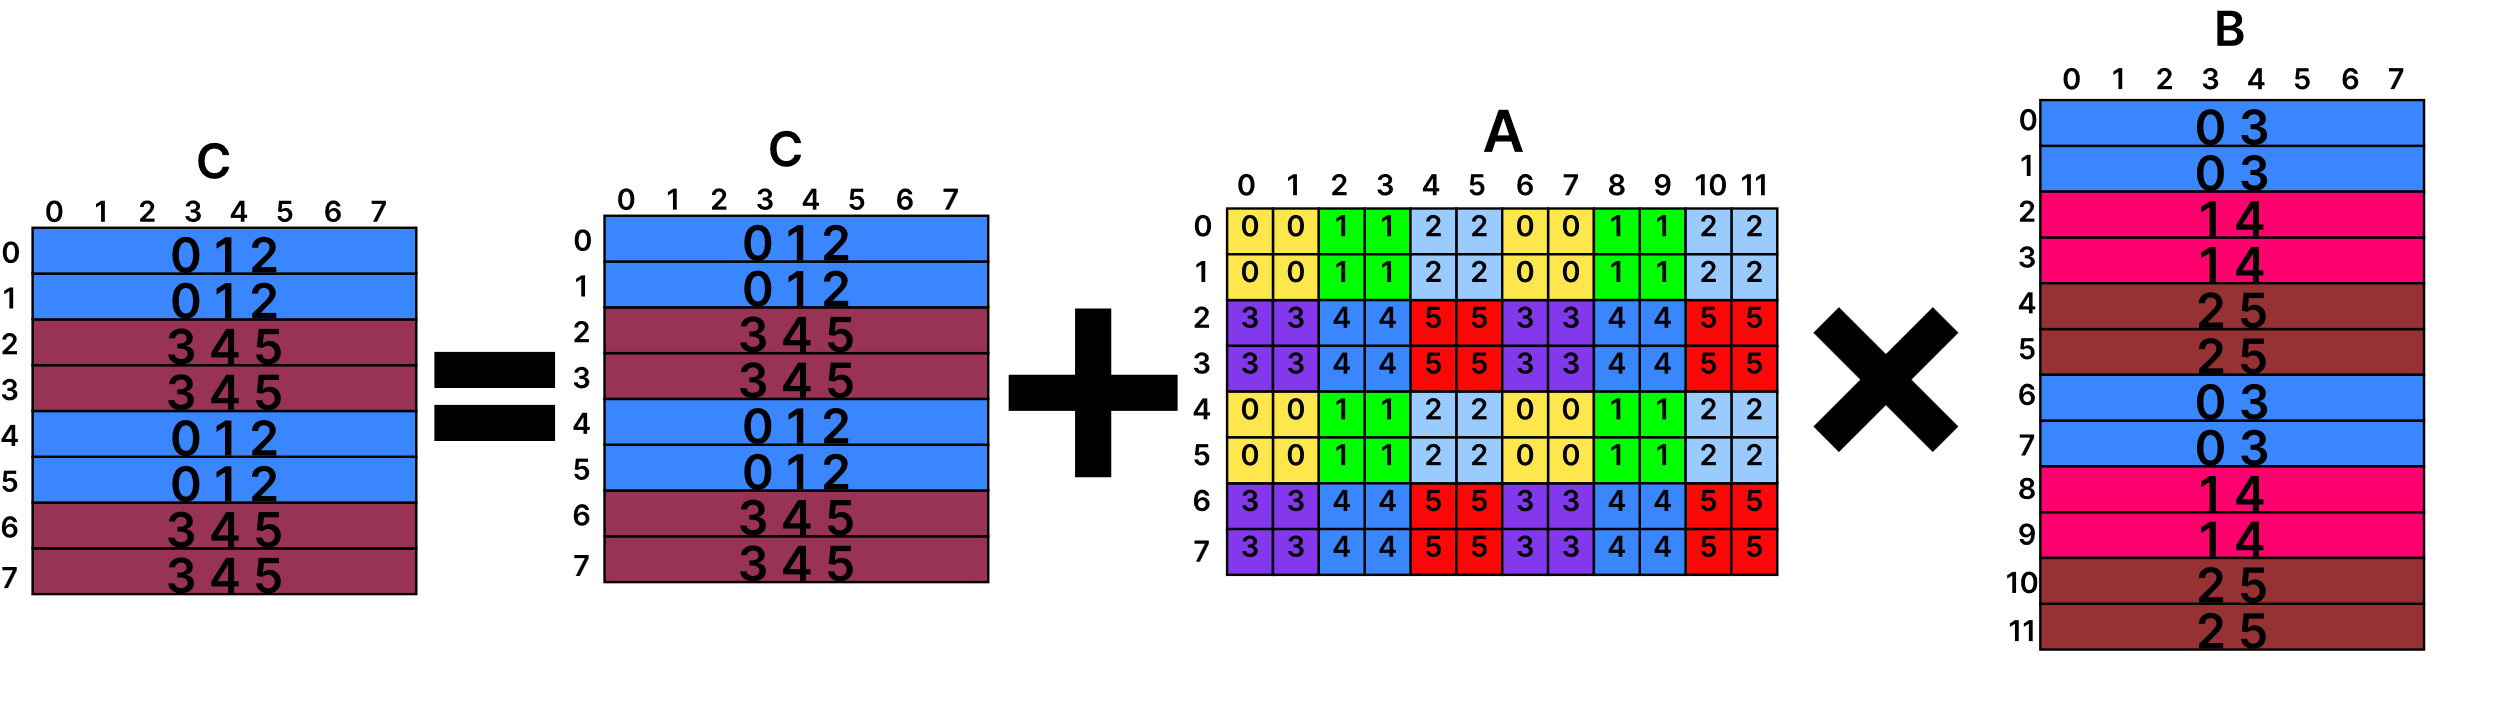 C
0 1 2 3 4 5 6 7
0 0 1 2
1 0 1 2
2 3 4 5
3 3 4 5
4 0 1 2
5 0 1 2
6 3 4 5
7 3 4 5
=
C
0 1 2 3 4 5 6 7
0 0 1 2
1 0 1 2
2 3 4 5
3 3 4 5
4 0 1 2
5 0 1 2
6 3 4 5
7 3 4 5
+
A
0 1 2 3 4 5 6 7 8 9 10 11
0 0 0 1 1 2 2 0 0 1 1 2 2
1 0 0 1 1 2 2 0 0 1 1 2 2
2 3 3 4 4 5 5 3 3 4 4 5 5
3 3 3 4 4 5 5 3 3 4 4 5 5
4 0 0 1 1 2 2 0 0 1 1 2 2
5 0 0 1 1 2 2 0 0 1 1 2 2
6 3 3 4 4 5 5 3 3 4 4 5 5
7 3 3 4 4 5 5 3 3 4 4 5 5
×
B
0 1 2 3 4 5 6 7
0 0 3
1 0 3
2 1 4
3 1 4
4 2 5
5 2 5
6 0 3
7 0 3
8 1 4
9 1 4
10 2 5
11 2 5